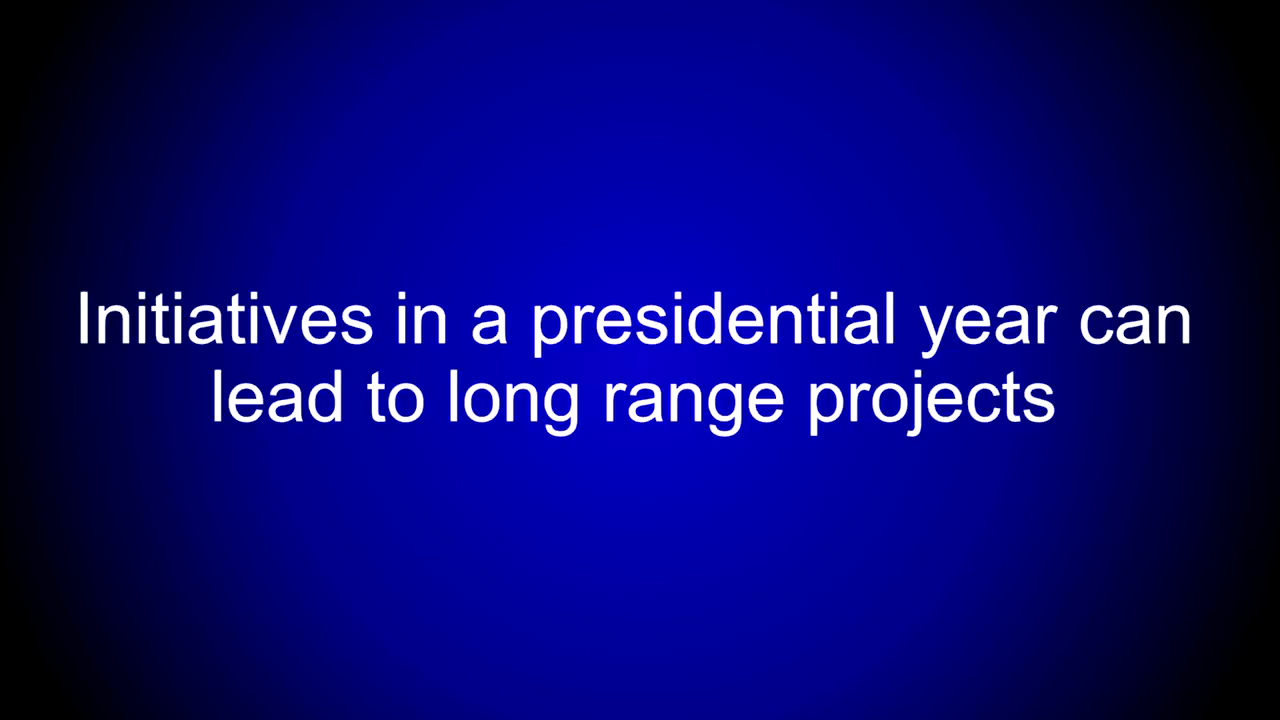 Initiatives in a presidential year can
lead to long range projects